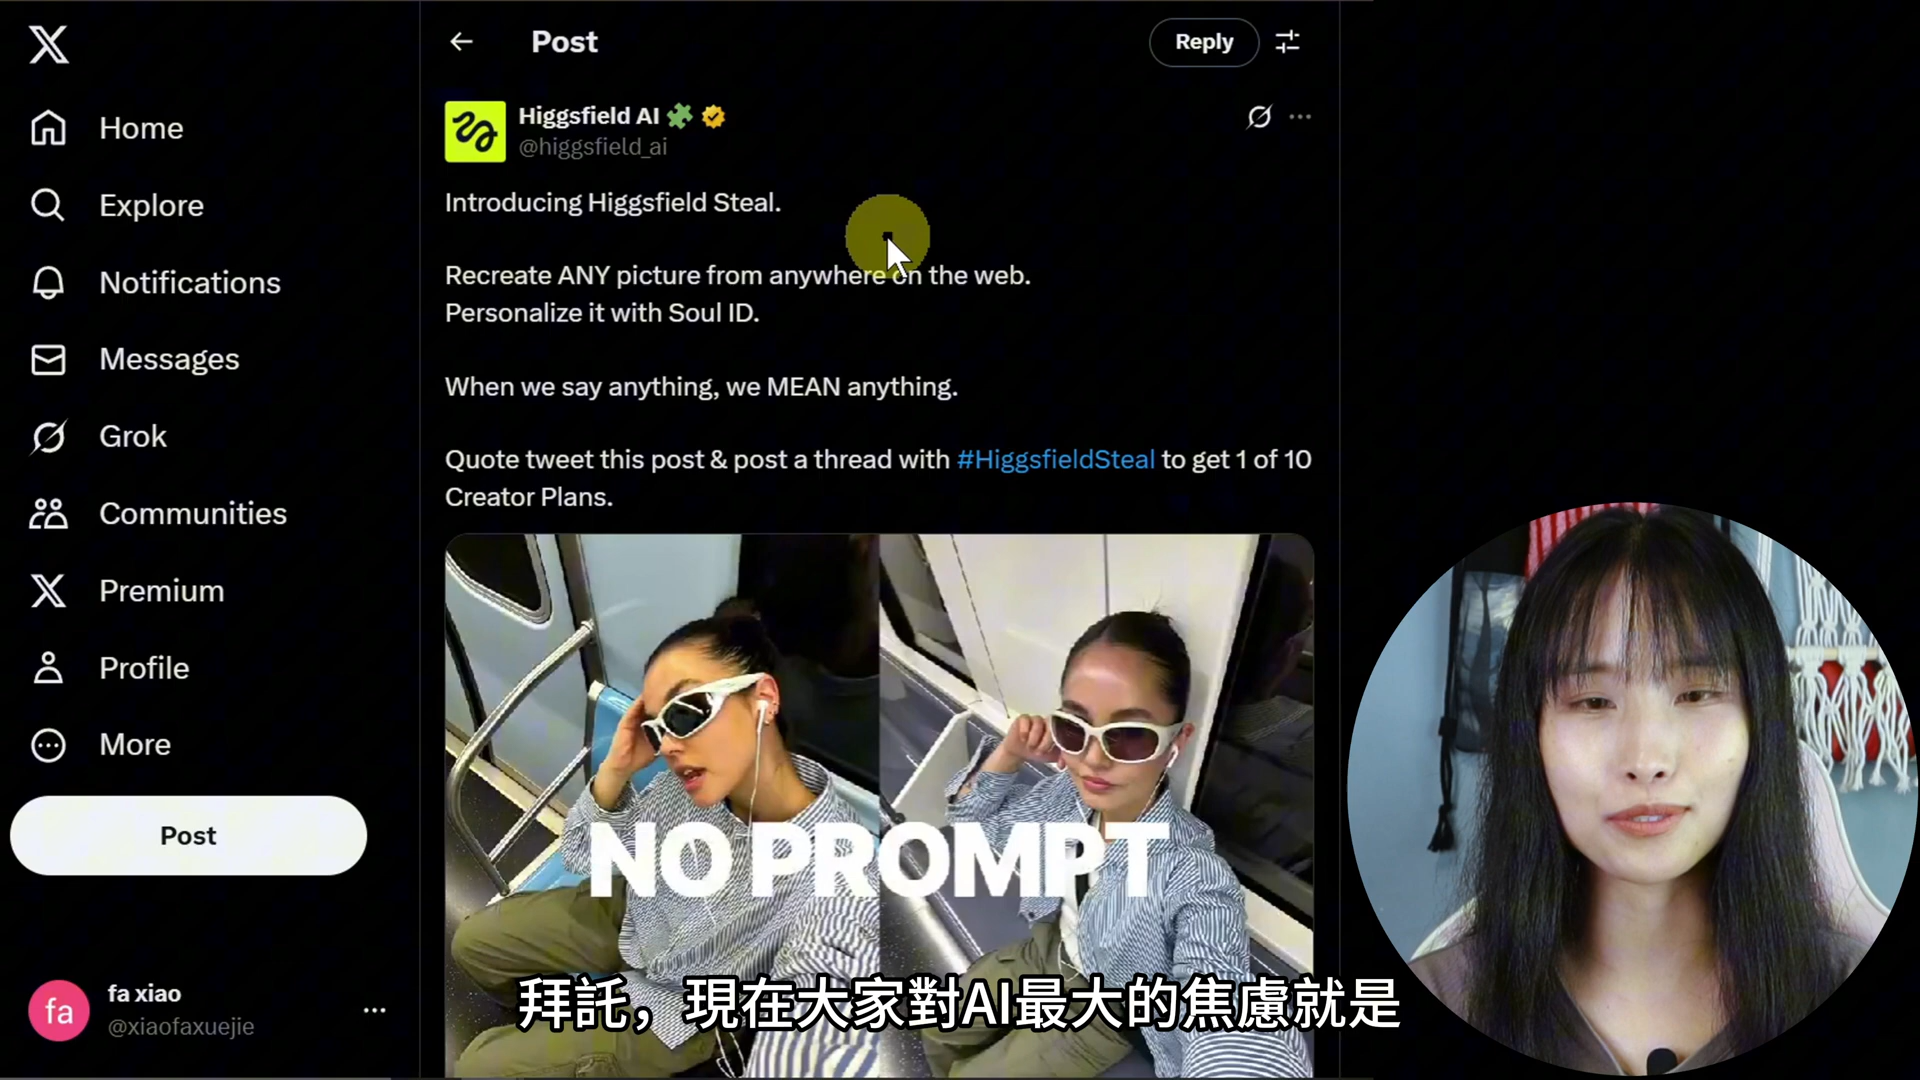 Home
Explore
Notifications
Messages
Grok
Communities
Premium
Profile
More
Post
fa
fa xiao
@xiaofaxuejie
Post
Reply
Higgsfield AI
@higgsfield_ai
Introducing Higgsfield Steal.
Recreate ANY picture from anywhere on the web.
Personalize it with Soul ID.
When we say anything, we MEAN anything.
Quote tweet this post & post a thread with #HiggsfieldSteal to get 1 of 10
Creator Plans.
NO PROMPT
拜託，現在大家對AI最大的焦慮就是